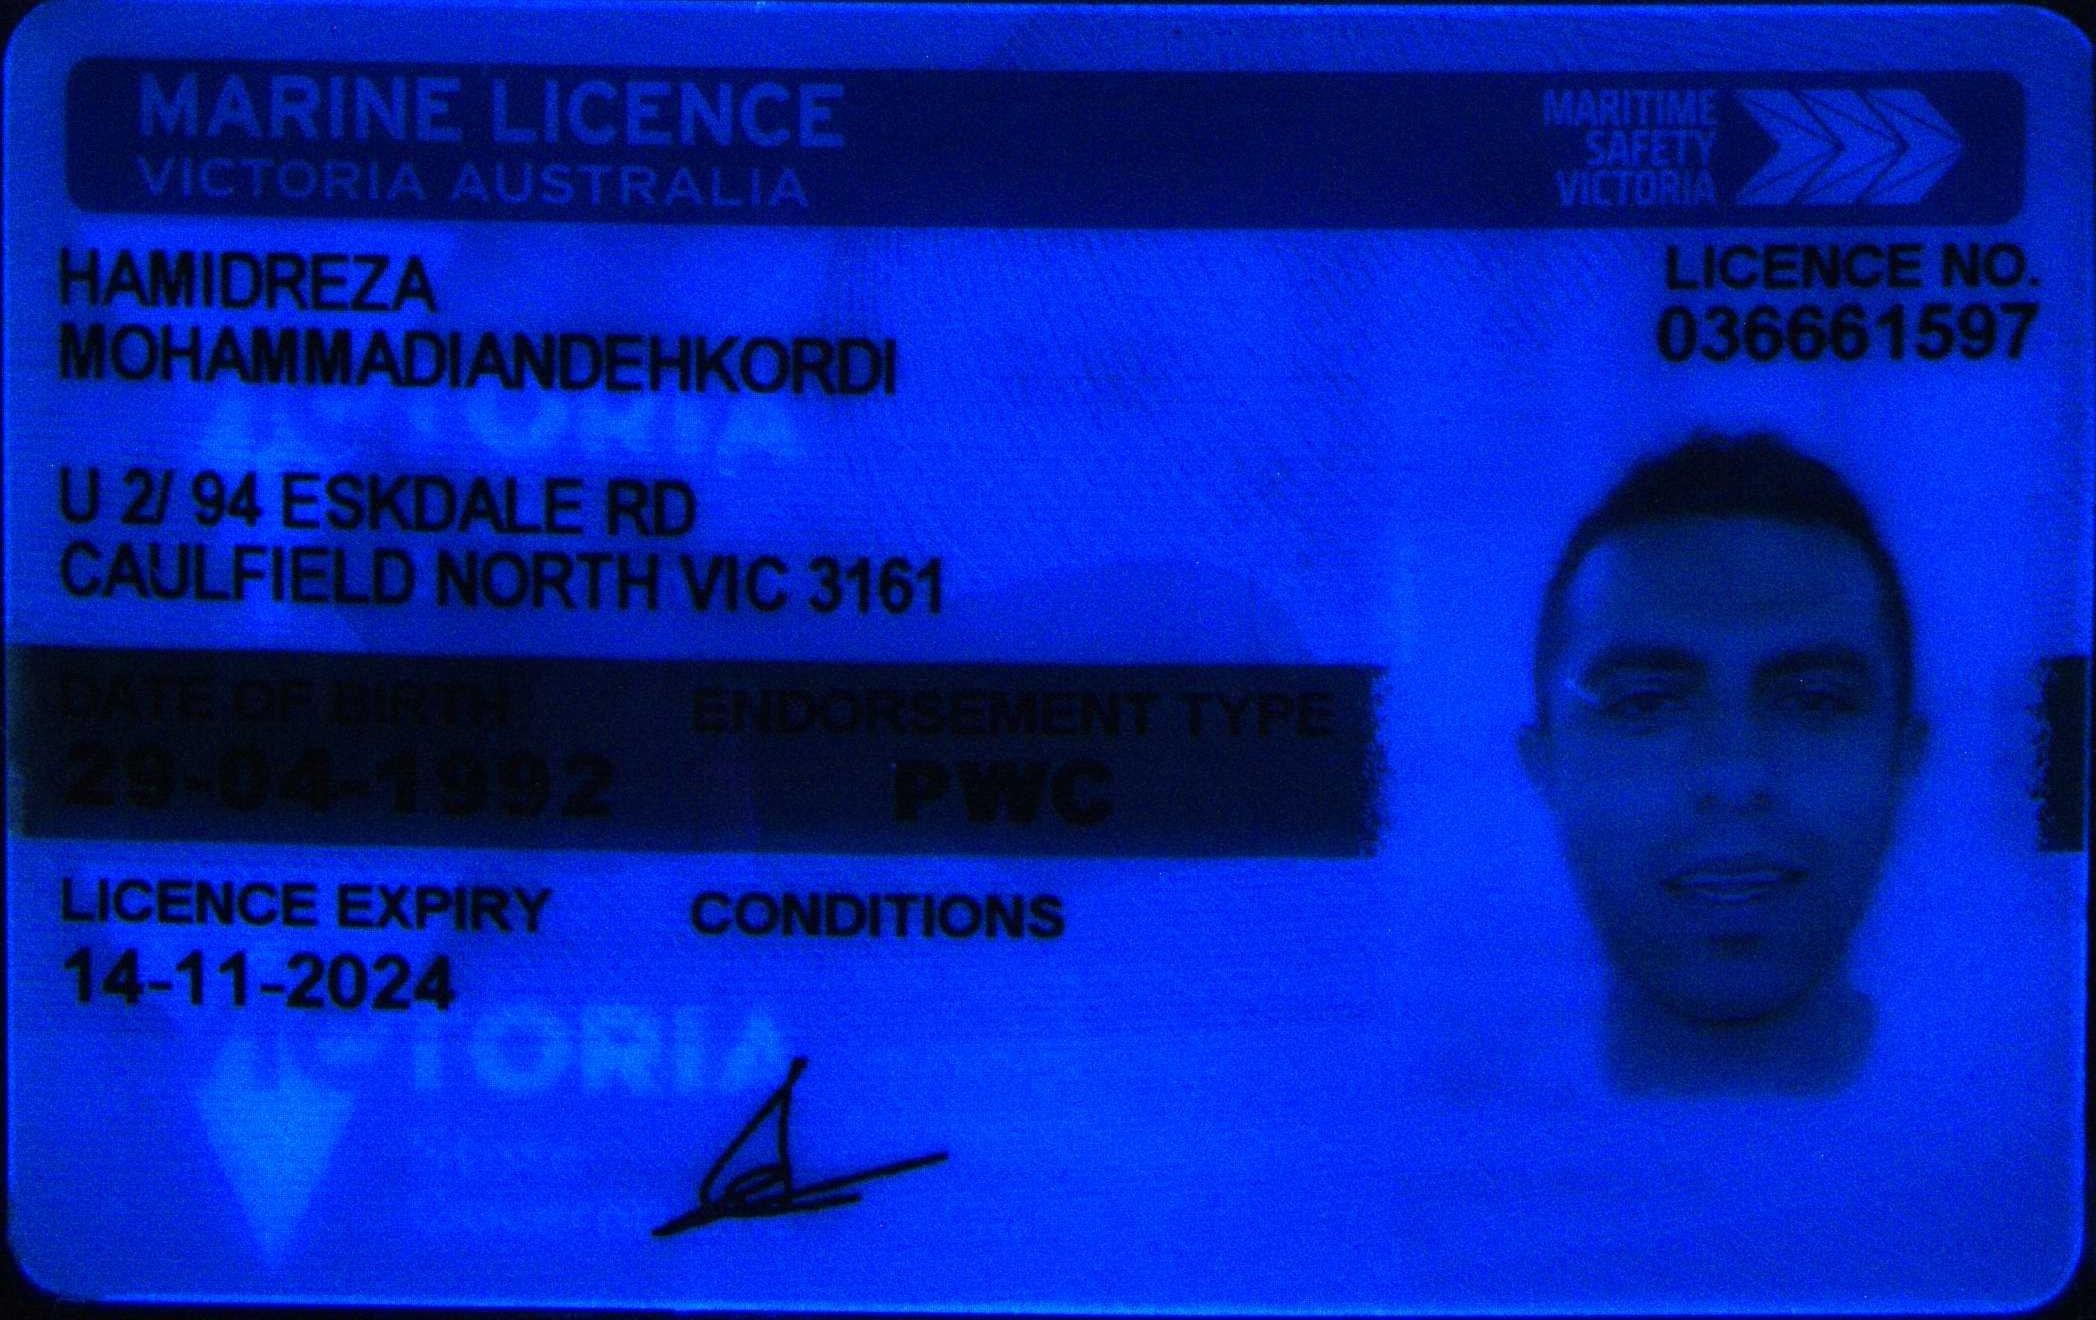 MARINE LICENCE
VICTORIA AUSTRALIA
MARITIME
SAFETY
VICTORIA
HAMIDREZA
MOHAMMADIANDEHKORDI
LICENCE NO.
036661597
U 2/ 94 ESKDALE RD
CAULFIELD NORTH VIC 3161
DATE OF BIRTH
29-04-1992
ENDORSEMENT TYPE
PWC
LICENCE EXPIRY
14-11-2024
CONDITIONS